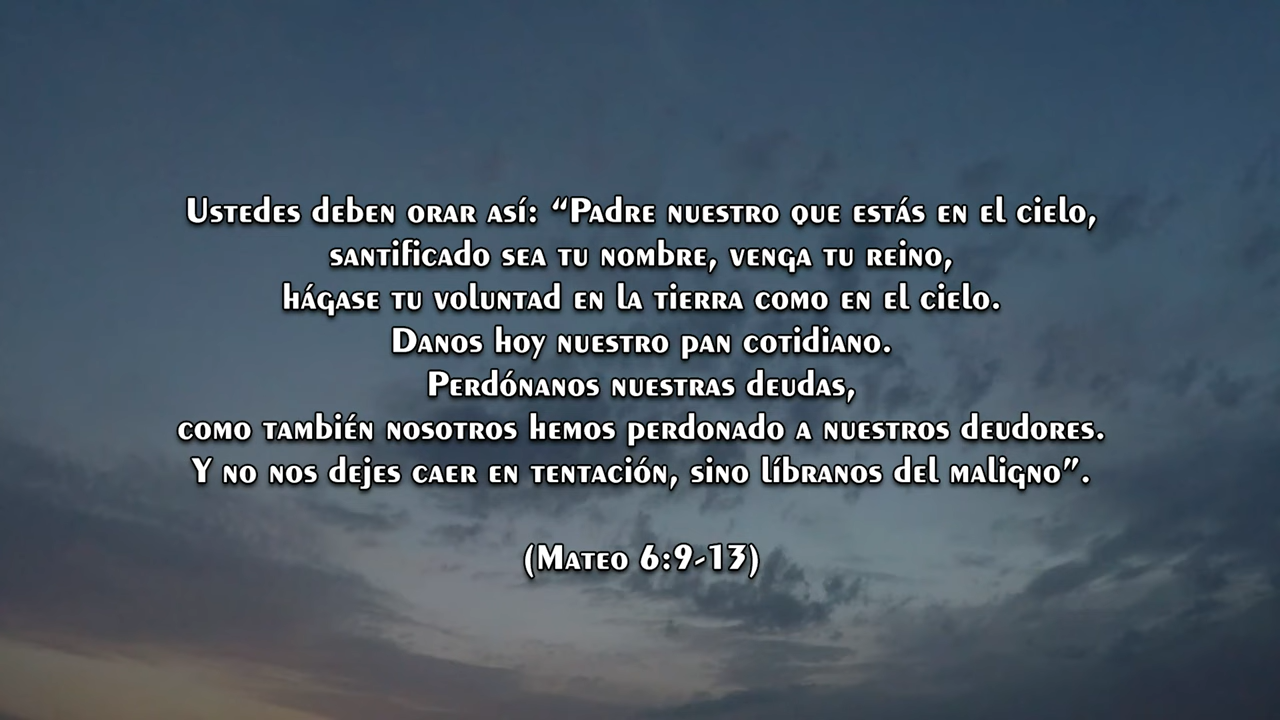 Ustedes deben orar así: “Padre nuestro que estás en el cielo,
santificado sea tu nombre, venga tu reino,
hágase tu voluntad en la tierra como en el cielo.
Danos hoy nuestro pan cotidiano.
Perdónanos nuestras deudas,
como también nosotros hemos perdonado a nuestros deudores.
Y no nos dejes caer en tentación, sino líbranos del maligno”.
(Mateo 6:9-13)